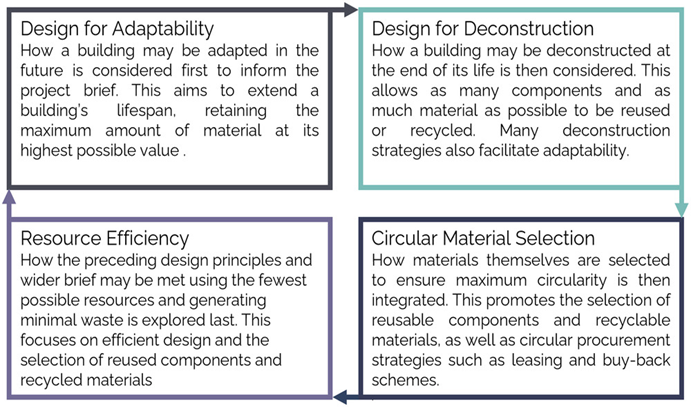 Design for Adaptability
How a building may be adapted in the
future is considered first to inform the
project brief. This aims to extend a
building's lifespan, retaining the
maximum amount of material at its
highest possible value .
Design for Deconstruction
How a building may be deconstructed at
the end of its life is then considered. This
allows as many components and as
much material as possible to be reused
or recycled. Many deconstruction
strategies also facilitate adaptability.
Resource Efficiency
How the preceding design principles and
wider brief may be met using the fewest
possible resources and generating
minimal waste is explored last. This
focuses on efficient design and the
selection of reused components and
recycled materials
Circular Material Selection
How materials themselves are selected
to ensure maximum circularity is then
integrated. This promotes the selection of
reusable components and recyclable
materials, as well as circular procurement
strategies such as leasing and buy-back
schemes.